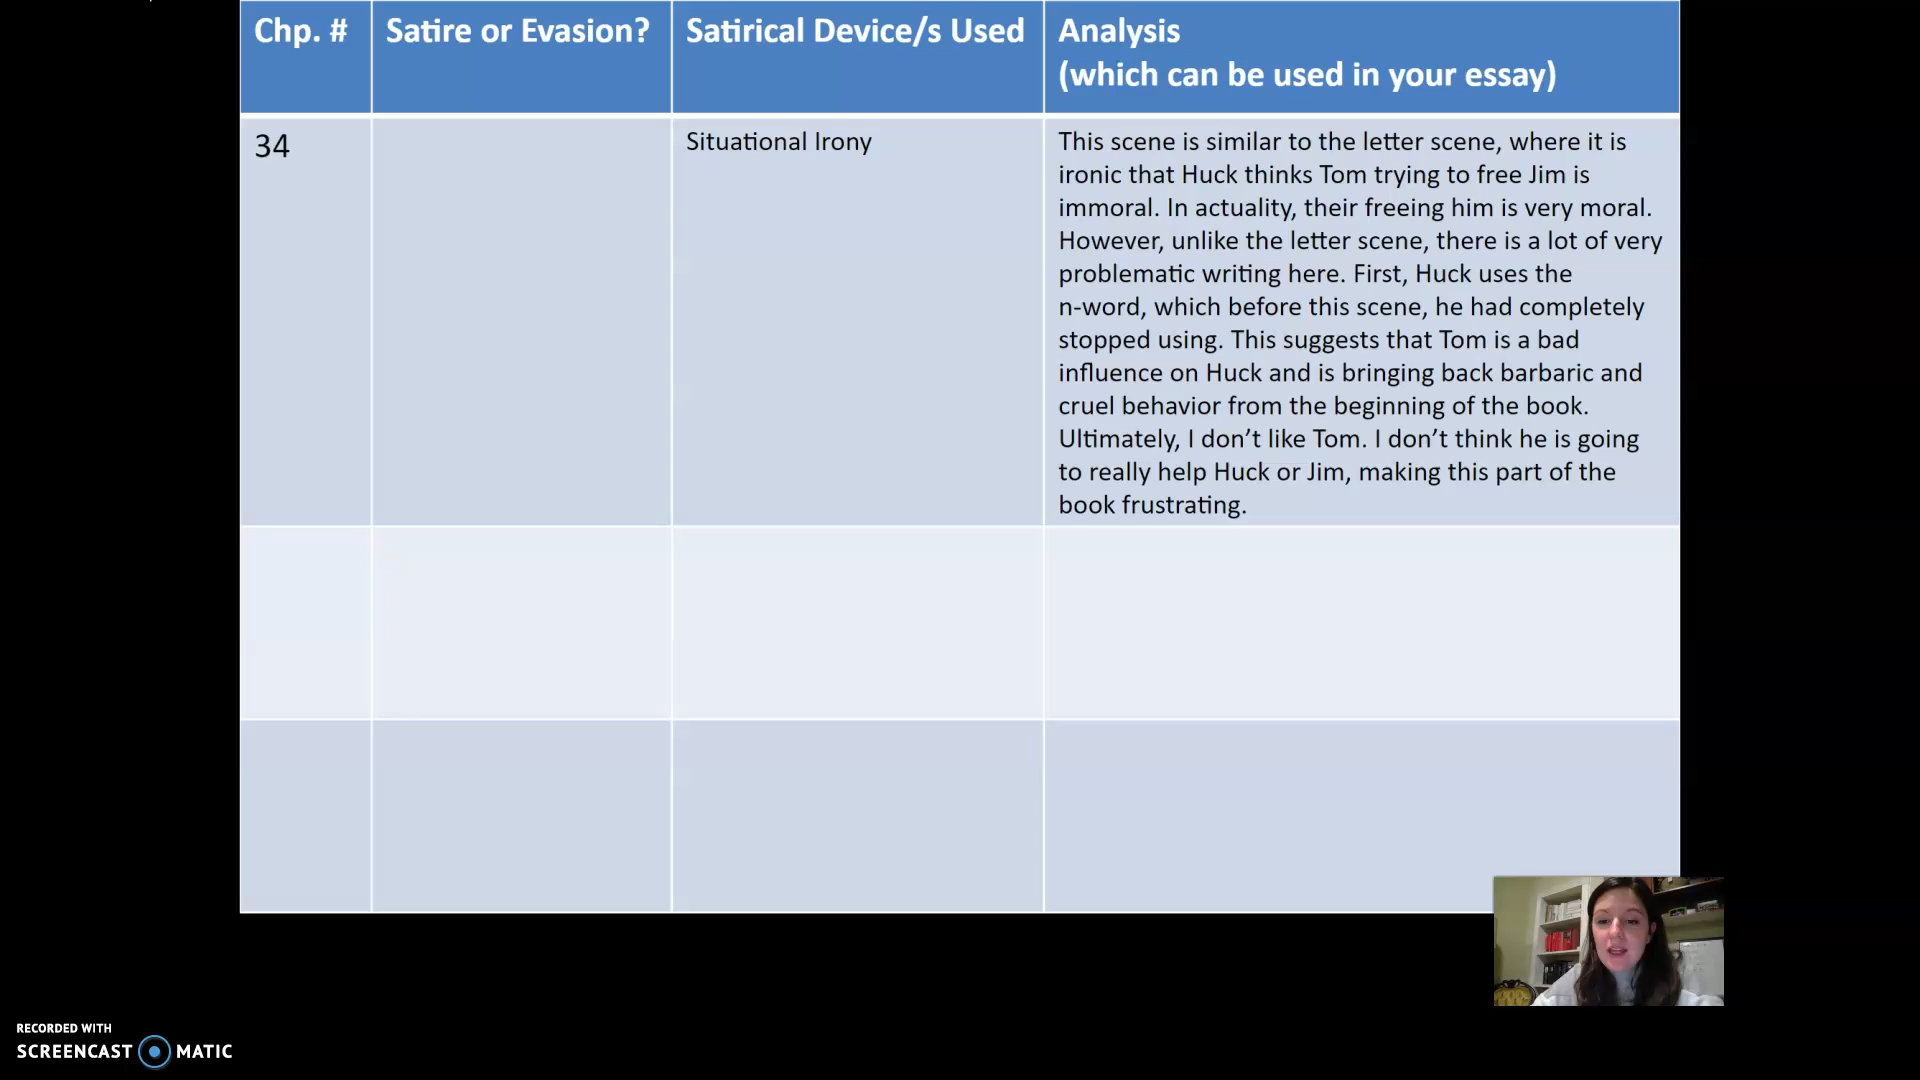 Chp. #
Satire or Evasion?
Satirical Device/s Used
Analysis
(which can be used in your essay)
34
Situational Irony
This scene is similar to the letter scene, where it is
ironic that Huck thinks Tom trying to free Jim is
immoral. In actuality, their freeing him is very moral.
However, unlike the letter scene, there is a lot of very
problematic writing here. First, Huck uses the
n-word, which before this scene, he had completely
stopped using. This suggests that Tom is a bad
influence on Huck and is bringing back barbaric and
cruel behavior from the beginning of the book.
Ultimately, I don’t like Tom. I don’t think he is going
to really help Huck or Jim, making this part of the
book frustrating.
RECORDED WITH
SCREENCAST MATIC